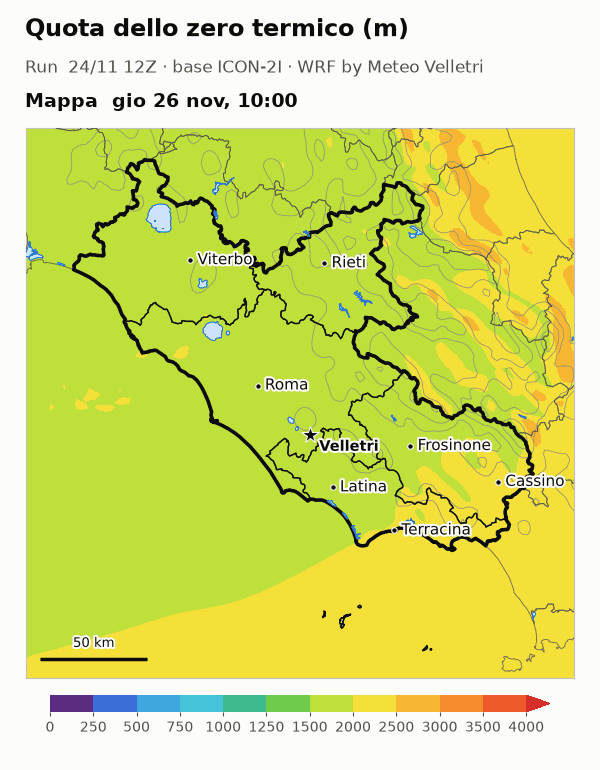 Quota dello zero termico (m)
Run 24/11 12Z · base ICON-2I · WRF by Meteo Velletri
Mappa gio 26 nov, 10:00
Viterbo
Rieti
Roma
Velletri
Frosinone
Latina
Cassino
Terracina
50 km
0 250 500 750 1000 1250 1500 2000 2500 3000 3500 4000